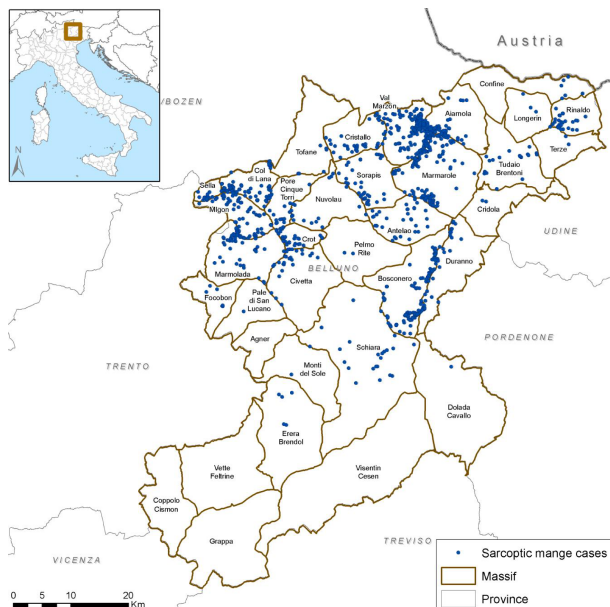 Austria
/BOZEN
Confine
Val
Marzon
Aiarnola
Rinaldo
Longerin
Cristallo
Terze
Tofane
Tudaio
Brentoni
Col
di Lana
Pore
Cinque
Torri
Sorapis
Marmarole
Sella
Migon
Nuvolau
Cridola
Antelao
UDINE
Crot
Pelmo
Rite
Duranno
BELLUNO
Marmolada
Civetta
Bosconero
Focobon
Pale
di San
Lucano
PORDENONE
Agner
Schiara
TRENTO
Monti
del Sole
Dolada
Cavallo
Erera
Brendol
Vette
Feltrine
Visentin
Cesen
Coppolo
Cismon
Grappa
TREVISO
VICENZA
N
0 5 10 20
Km
Sarcoptic mange cases
Massif
Province